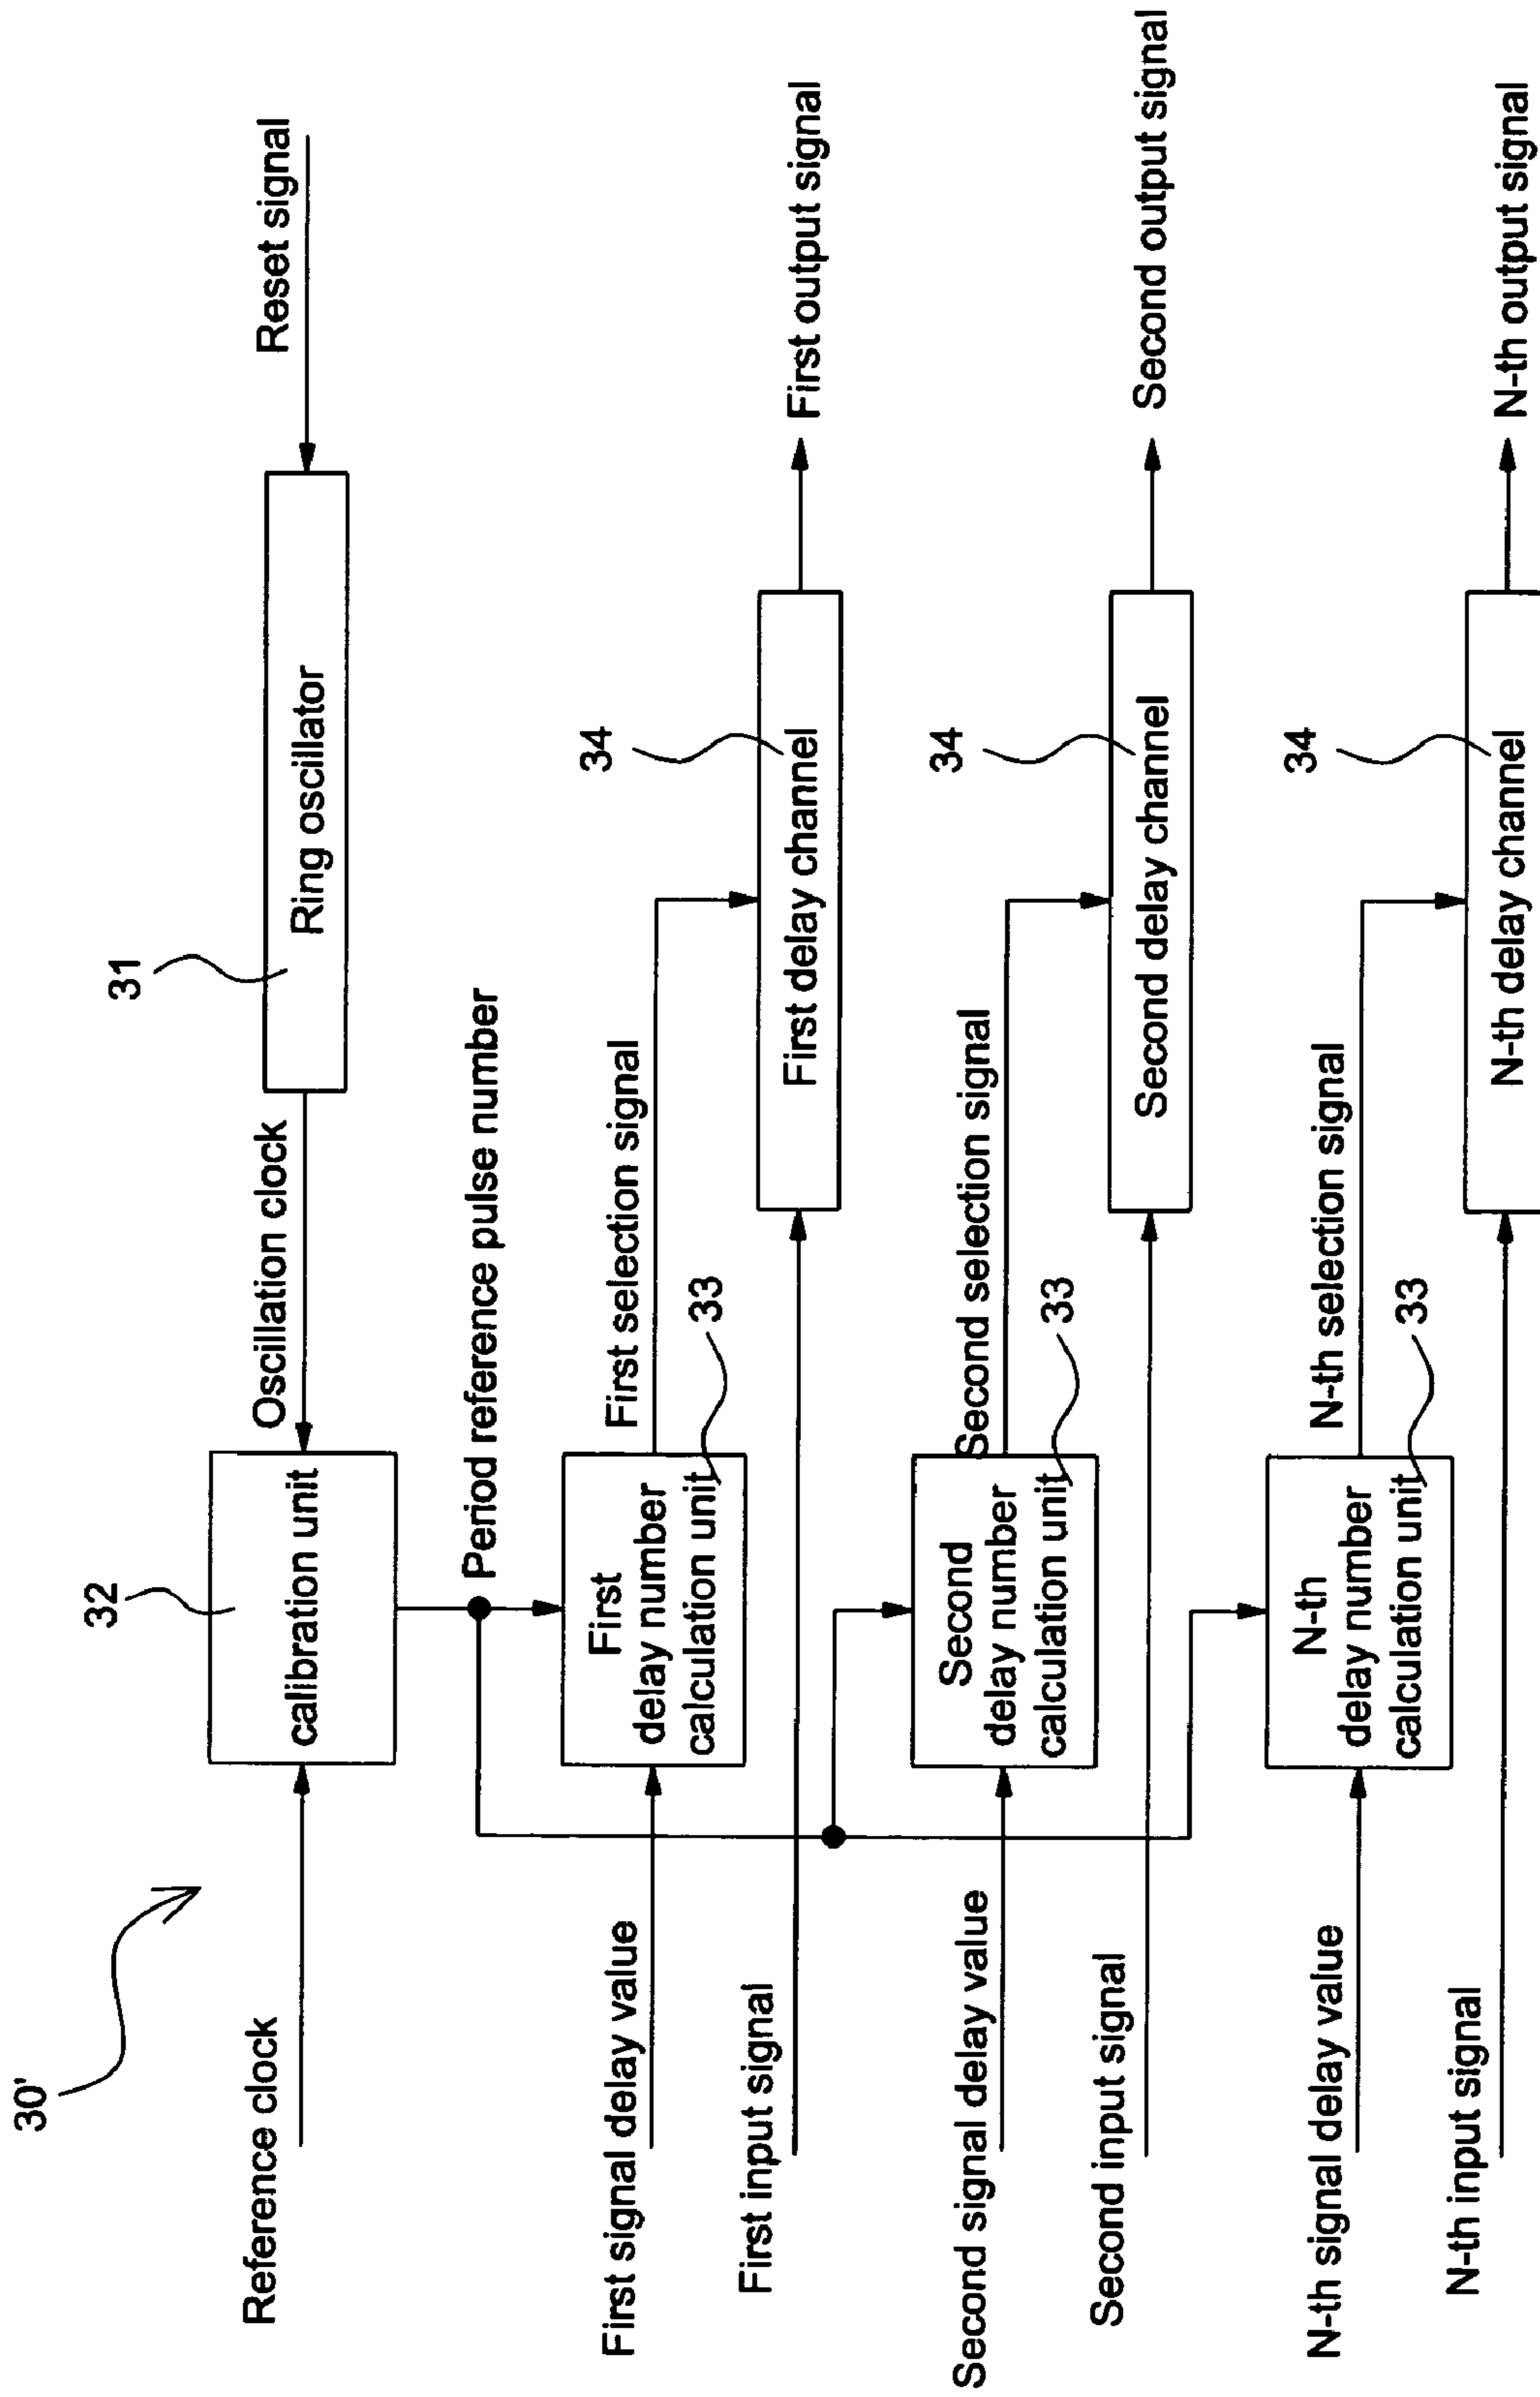 30'
Reference clock
32
calibration unit
Oscillation clock
31
Ring oscillator
Reset signal
Period reference pulse number
First signal delay value
First
delay number
calculation unit
33
First selection signal
First input signal
34
First delay channel
First output signal
Second signal delay value
Second
delay number
calculation unit
33
Second selection signal
Second input signal
34
Second delay channel
Second output signal
N-th signal delay value
N-th
delay number
calculation unit
33
N-th selection signal
N-th input signal
34
N-th delay channel
N-th output signal